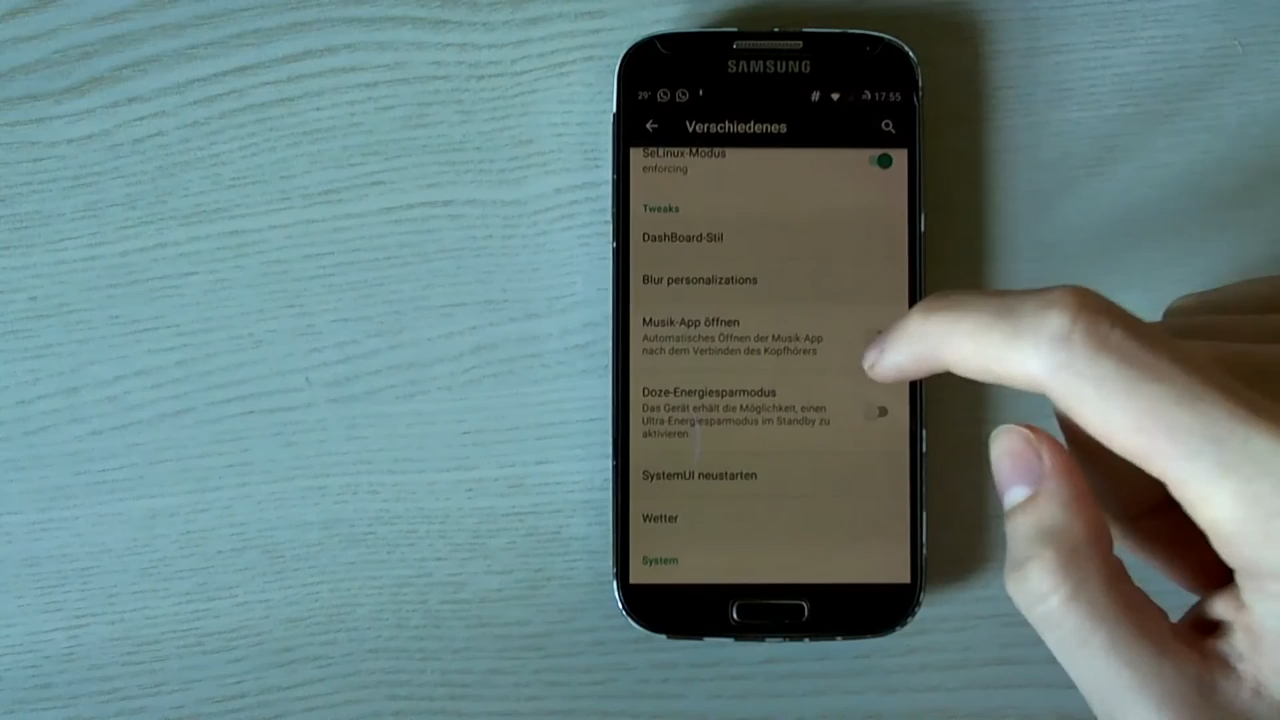 SAMSUNG
29° # 17:55
Verschiedenes
SeLinux-Modus
enforcing
Tweaks
DashBoard-Stil
Blur personalizations
Musik-App öffnen
Automatisches Öffnen der Musik-App
nach dem Verbinden des Kopfhörers
Doze-Energiesparmodus
Das Gerät erhält die Möglichkeit, einen
Ultra-Energiesparmodus im Standby zu
aktivieren.
SystemUI neustarten
Wetter
System